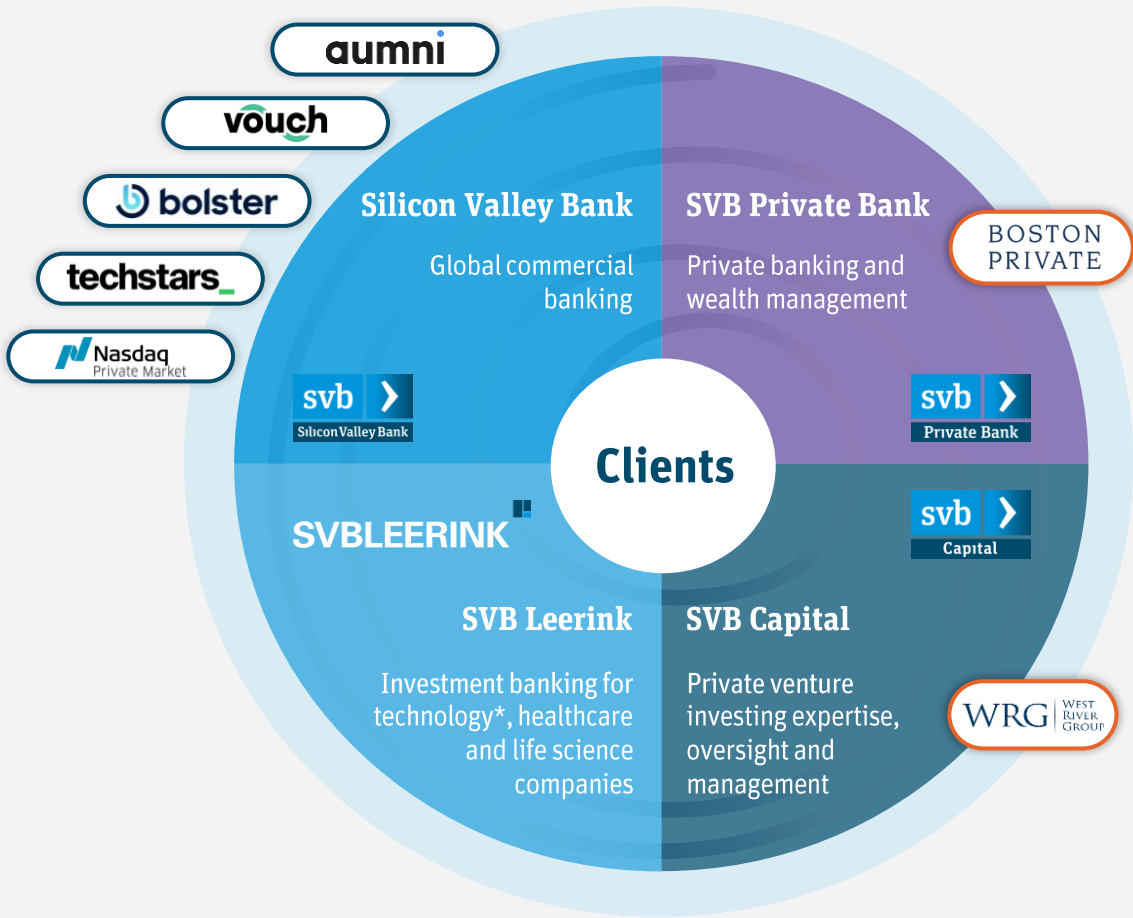 aumni
vouch
bolster
techstars_
Nasdaq
Private Market
Silicon Valley Bank
Global commercial
banking
svb
Silicon Valley Bank
SVB Private Bank
Private banking and
wealth management
BOSTON
PRIVATE
svb
Private Bank
Clients
SVBLEERINK
SVB Leerink
Investment banking for
technology*, healthcare
and life science
companies
svb
Capital
SVB Capital
Private venture
investing expertise,
oversight and
management
WRG
WEST
RIVER
GROUP